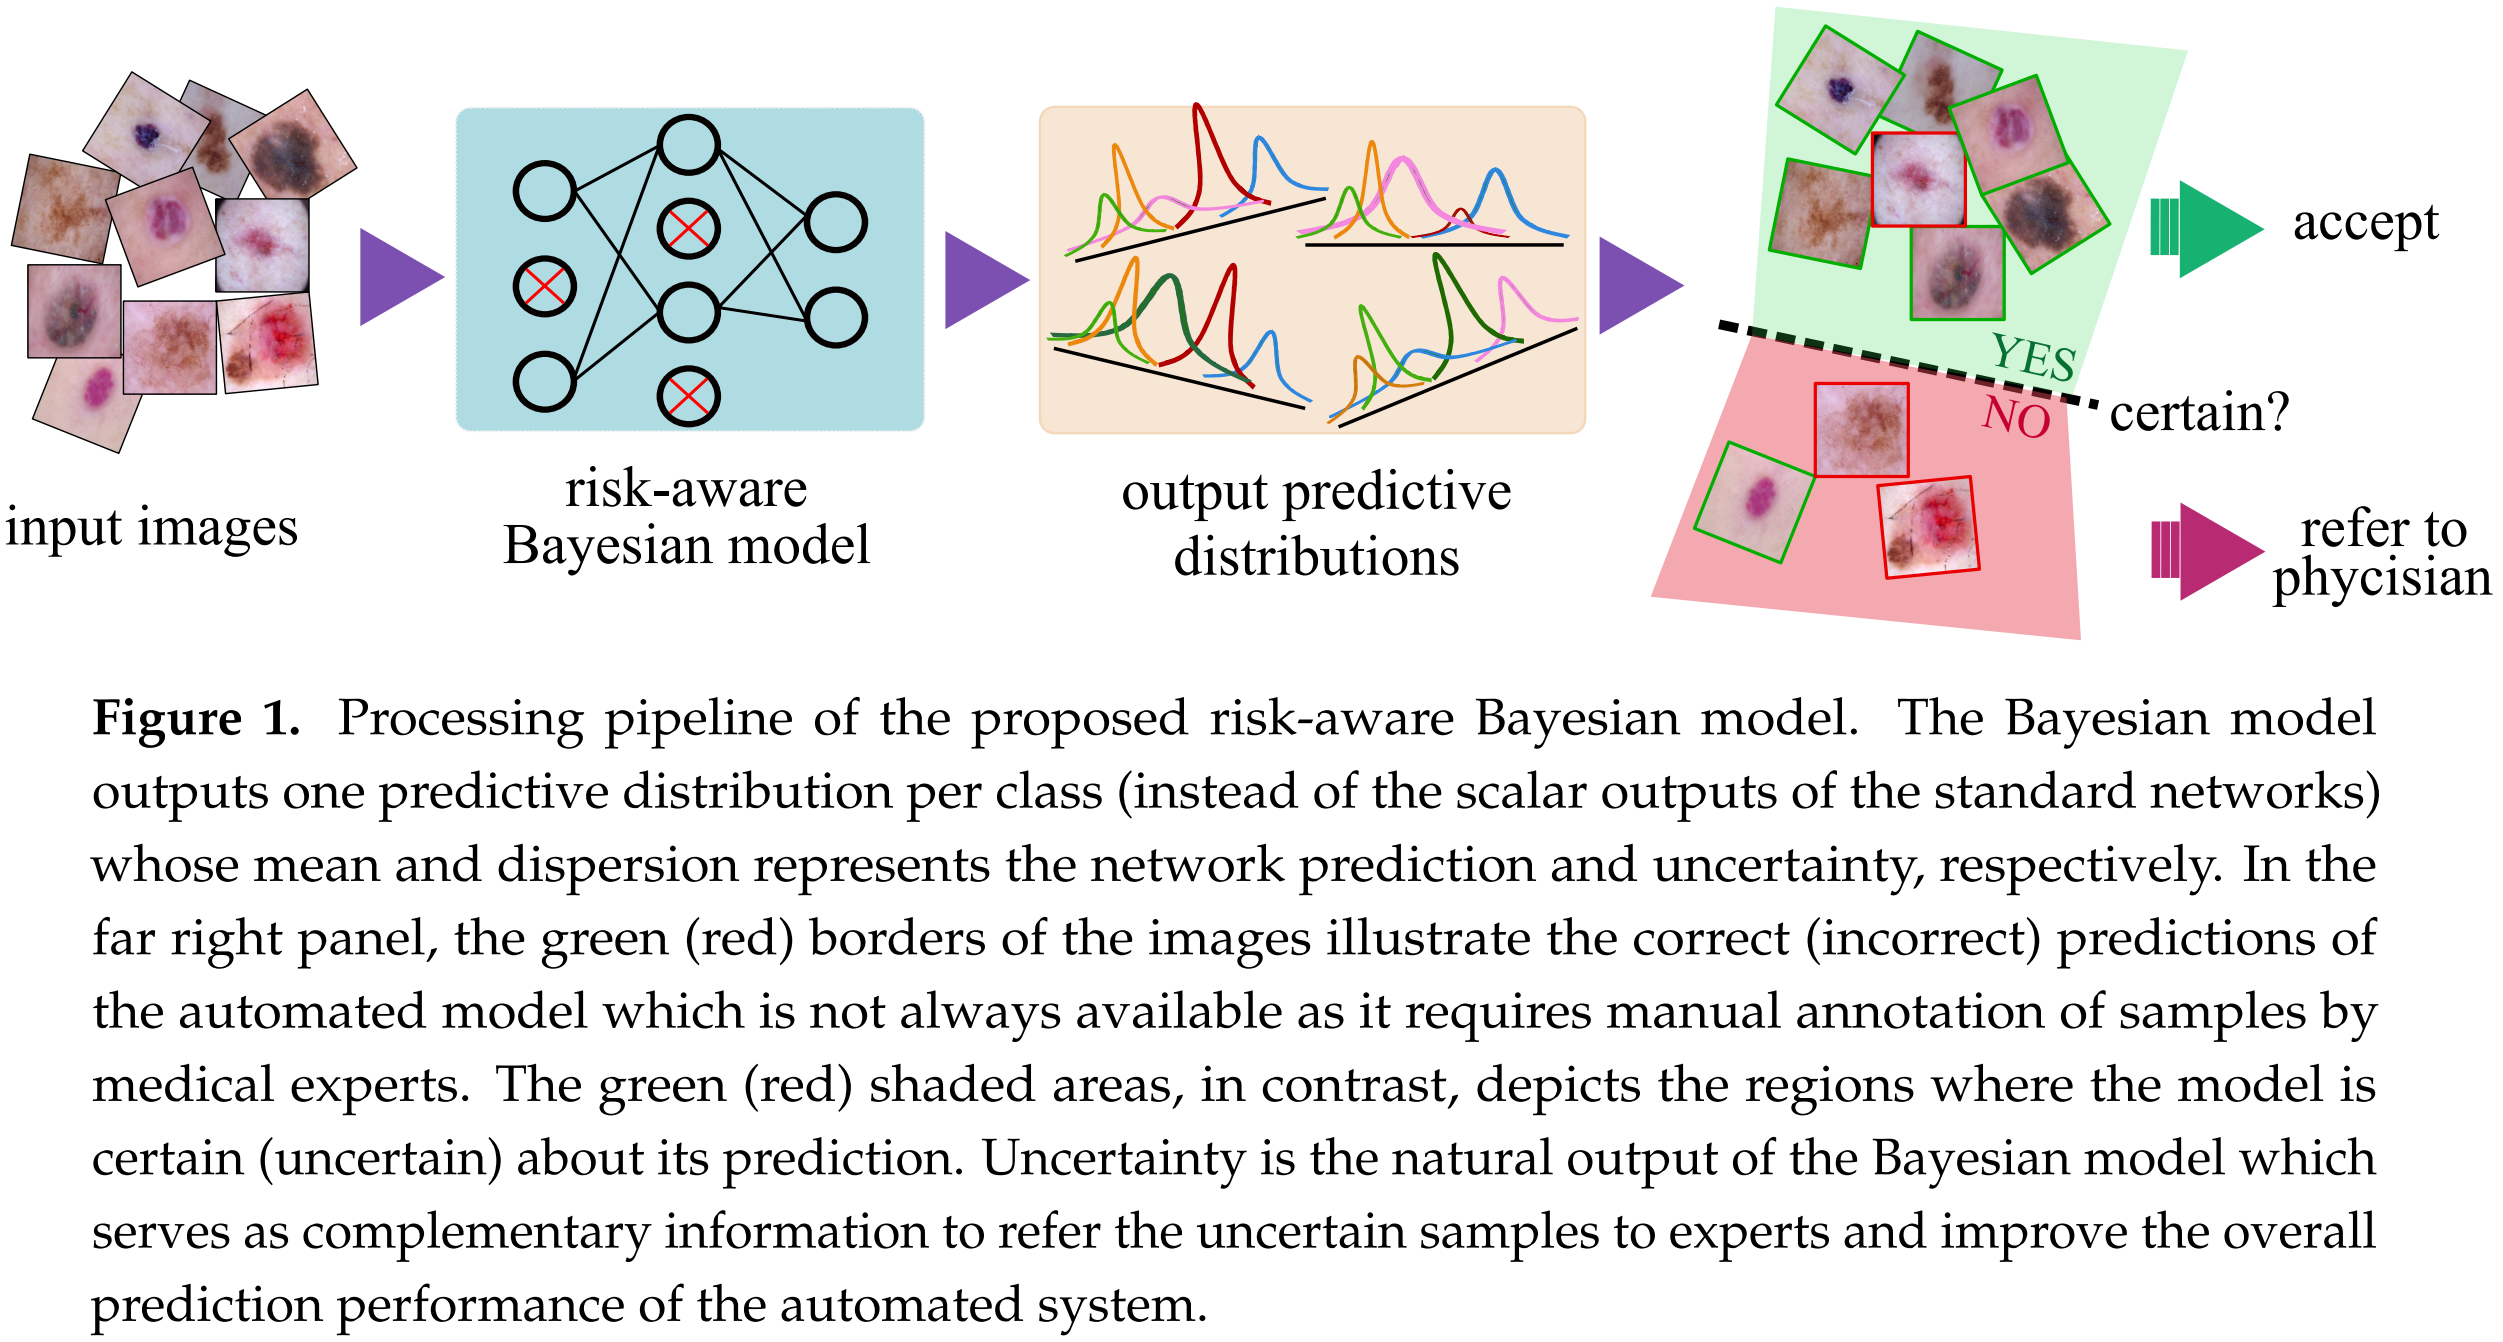 input images
risk-aware
Bayesian model
output predictive
distributions
YES
NO
certain?
accept
refer to
phycisian
Figure 1. Processing pipeline of the proposed risk-aware Bayesian model. The Bayesian model
outputs one predictive distribution per class (instead of the scalar outputs of the standard networks)
whose mean and dispersion represents the network prediction and uncertainty, respectively. In the
far right panel, the green (red) borders of the images illustrate the correct (incorrect) predictions of
the automated model which is not always available as it requires manual annotation of samples by
medical experts. The green (red) shaded areas, in contrast, depicts the regions where the model is
certain (uncertain) about its prediction. Uncertainty is the natural output of the Bayesian model which
serves as complementary information to refer the uncertain samples to experts and improve the overall
prediction performance of the automated system.